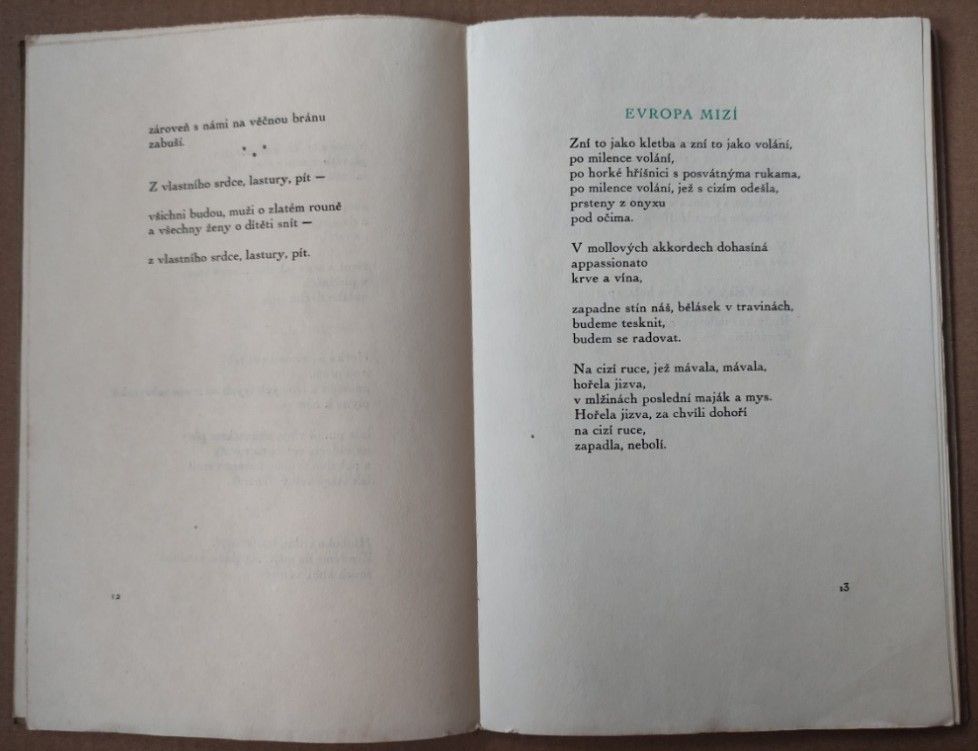 zároveň s námi na věčnou bránu
zabuší.
* * *
Z vlastního srdce, lastury, pít —
všichni budou, muži o zlatém rouně
a všechny ženy o dítěti snít —
z vlastního srdce, lastury, pít.
12
EVROPA MIZÍ
Zní to jako kletba a zní to jako volání,
po milence volání,
po horké hříšnici s posvátnýma rukama,
po milence volání, jež s cizím odešla,
prsteny z onyxu
pod očima.
V mollových akkordech dohasíná
appassionato
krve a vína,
zapadne stín náš, bělásek v travinách,
budeme tesknit,
budem se radovat.
Na cizí ruce, jež mávala, mávala,
hořela jizva,
v mlžinách poslední maják a mys.
Hořela jizva, za chvíli dohoří
na cizí ruce,
zapadla, nebolí.
13